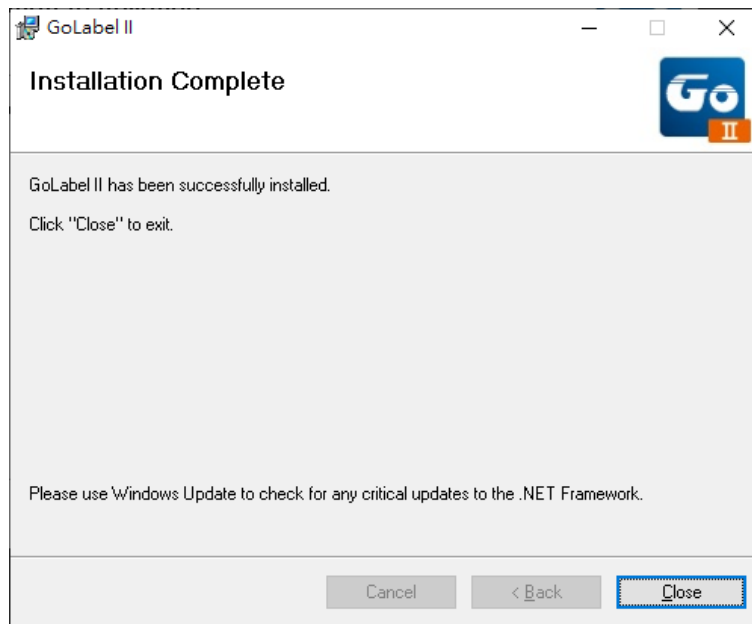 GoLabel II
Installation Complete
Go
II
GoLabel II has been successfully installed.
Click "Close" to exit.
Please use Windows Update to check for any critical updates to the .NET Framework.
Cancel
< Back
Close